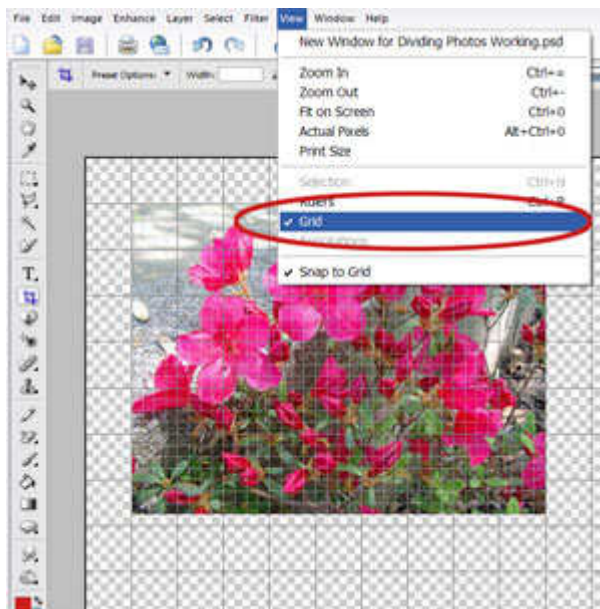 File Edit Image Enhance Layer Select Filter View Window Help
New Window for Dividing Photos Working.psd
Preset Options: Width:
Zoom In Ctrl+=
Zoom Out Ctrl+-
Fit on Screen Ctrl+0
Actual Pixels Alt+Ctrl+0
Print Size
Selection Ctrl+H
Rulers
Grid
Annotations
Snap to Grid
T